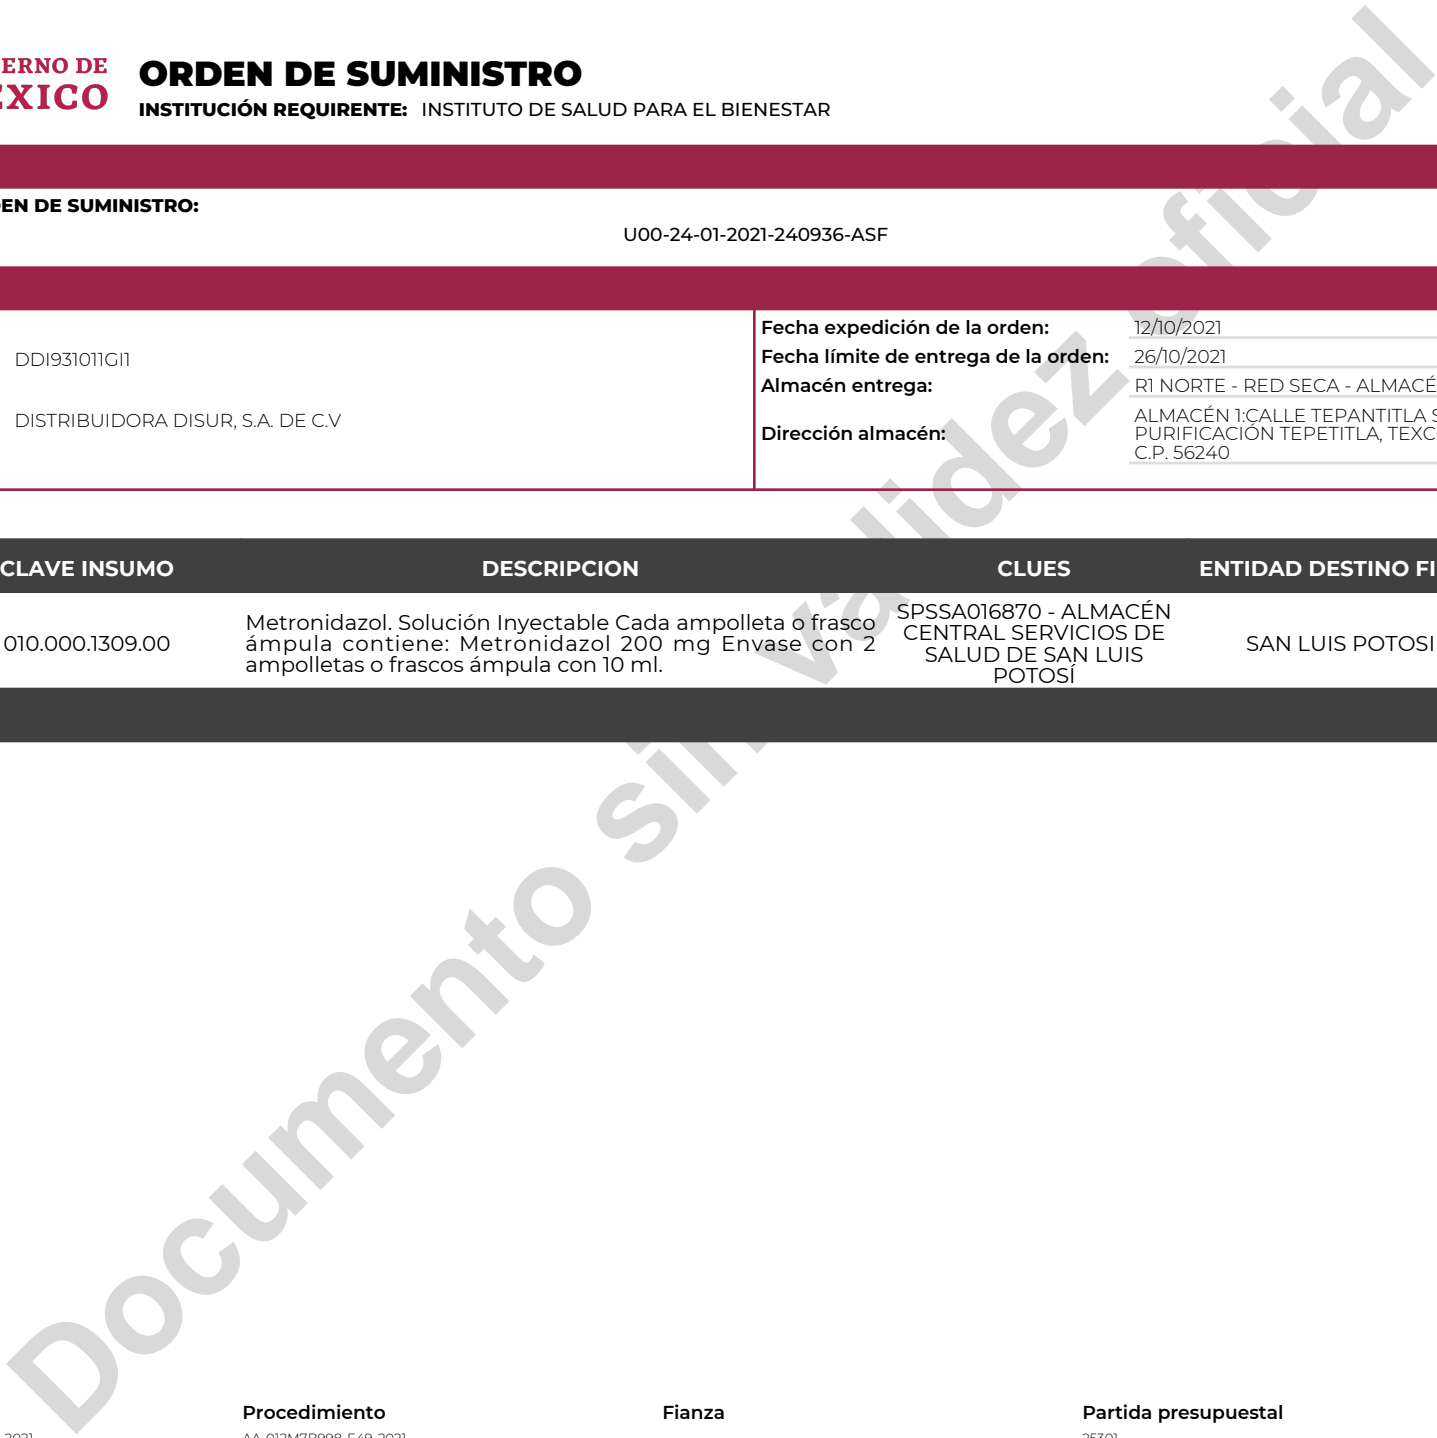 ERNO DE
EXICO
ORDEN DE SUMINISTRO
INSTITUCIÓN REQUIRENTE: INSTITUTO DE SALUD PARA EL BIENESTAR
EN DE SUMINISTRO:
U00-24-01-2021-240936-ASF
DDI931011GI1
DISTRIBUIDORA DISUR, S.A. DE C.V
Fecha expedición de la orden: 12/10/2021
Fecha límite de entrega de la orden: 26/10/2021
Almacén entrega: R1 NORTE - RED SECA - ALMACÉ
Dirección almacén:
ALMACÉN 1:CALLE TEPANTITLA S
PURIFICACIÓN TEPETITLA, TEXC
C.P. 56240
CLAVE INSUMO DESCRIPCION CLUES ENTIDAD DESTINO FI
010.000.1309.00
Metronidazol. Solución Inyectable Cada ampolleta o frasco
ámpula contiene: Metronidazol 200 mg Envase con 2
ampolletas o frascos ámpula con 10 ml.
SPSSA016870 - ALMACÉN
CENTRAL SERVICIOS DE
SALUD DE SAN LUIS
POTOSÍ
SAN LUIS POTOSI
Documento sin validez oficial
Procedimiento Fianza Partida presupuestal